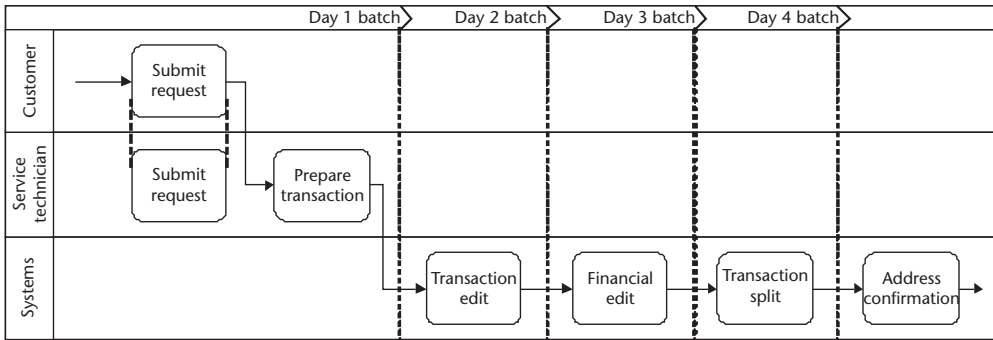 Day 1 batch
Day 2 batch
Day 3 batch
Day 4 batch
Customer
Submit
request
Service
technician
Submit
request
Prepare
transaction
Systems
Transaction
edit
Financial
edit
Transaction
split
Address
confirmation